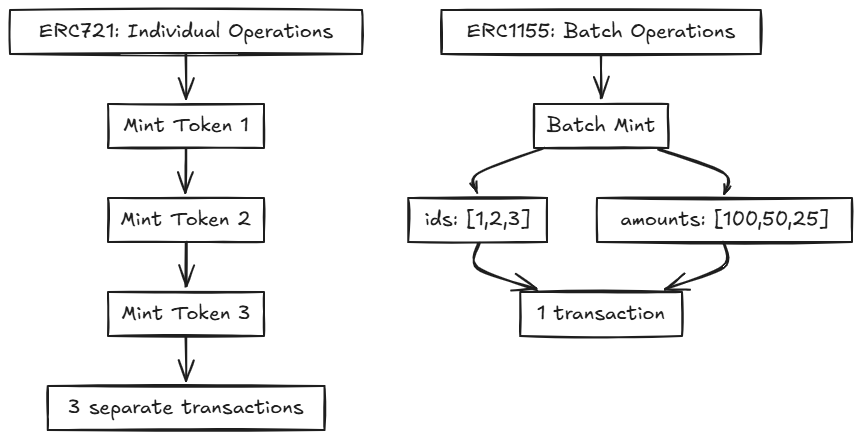 ERC721: Individual Operations
Mint Token 1
Mint Token 2
Mint Token 3
3 separate transactions
ERC1155: Batch Operations
Batch Mint
ids: [1,2,3]
amounts: [100,50,25]
1 transaction